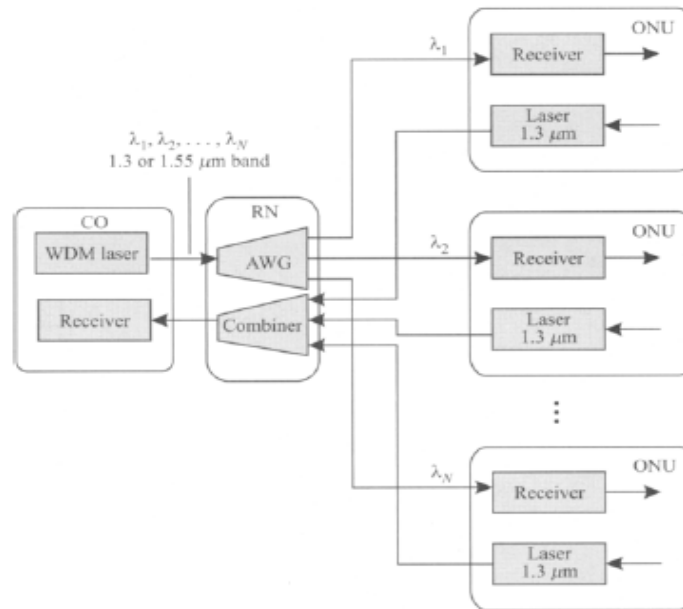 ONU
λ1
Receiver
Laser
1.3 μm
λ1, λ2, . . . , λN
1.3 or 1.55 μm band
CO
RN
WDM laser
AWG
Receiver
Combiner
ONU
λ2
Receiver
Laser
1.3 μm
ONU
λN
Receiver
Laser
1.3 μm